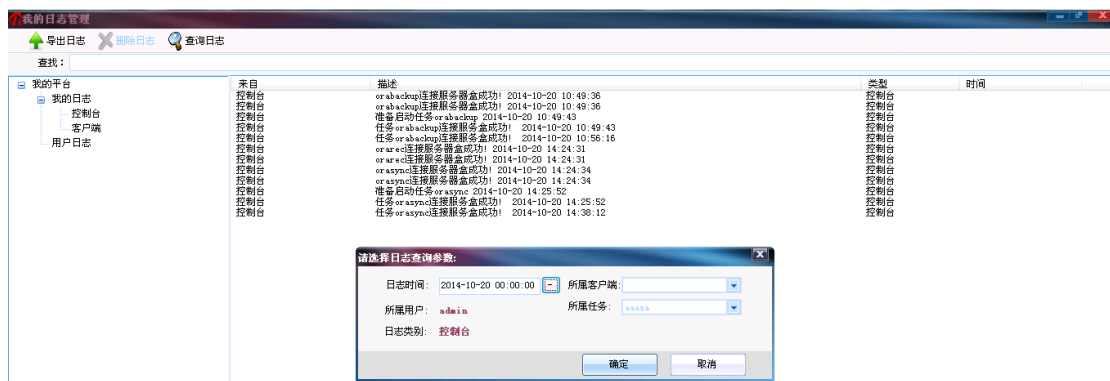 我的日志管理
导出日志 删除日志 查询日志
查找：
我的平台
我的日志
控制台
客户端
用户日志
来自 描述 类型 时间
控制台 orabackup连接服务器盒成功! 2014-10-20 10:49:36 控制台
控制台 orabackup连接服务器盒成功! 2014-10-20 10:49:36 控制台
控制台 准备启动任务orabackup 2014-10-20 10:49:43 控制台
控制台 任务orabackup连接服务盒成功! 2014-10-20 10:49:43 控制台
控制台 任务orabackup连接服务盒成功! 2014-10-20 10:56:16 控制台
控制台 orarec连接服务器盒成功! 2014-10-20 14:24:31 控制台
控制台 orarec连接服务器盒成功! 2014-10-20 14:24:31 控制台
控制台 orasync连接服务器盒成功! 2014-10-20 14:24:34 控制台
控制台 orasync连接服务器盒成功! 2014-10-20 14:24:34 控制台
控制台 准备启动任务orasync 2014-10-20 14:25:52 控制台
控制台 任务orasync连接服务盒成功! 2014-10-20 14:25:52 控制台
控制台 任务orasync连接服务盒成功! 2014-10-20 14:38:12 控制台
请选择日志查询参数:
日志时间: 2014-10-20 00:00:00 所属客户端:
所属用户: admin 所属任务:
日志类别: 控制台
确定 取消